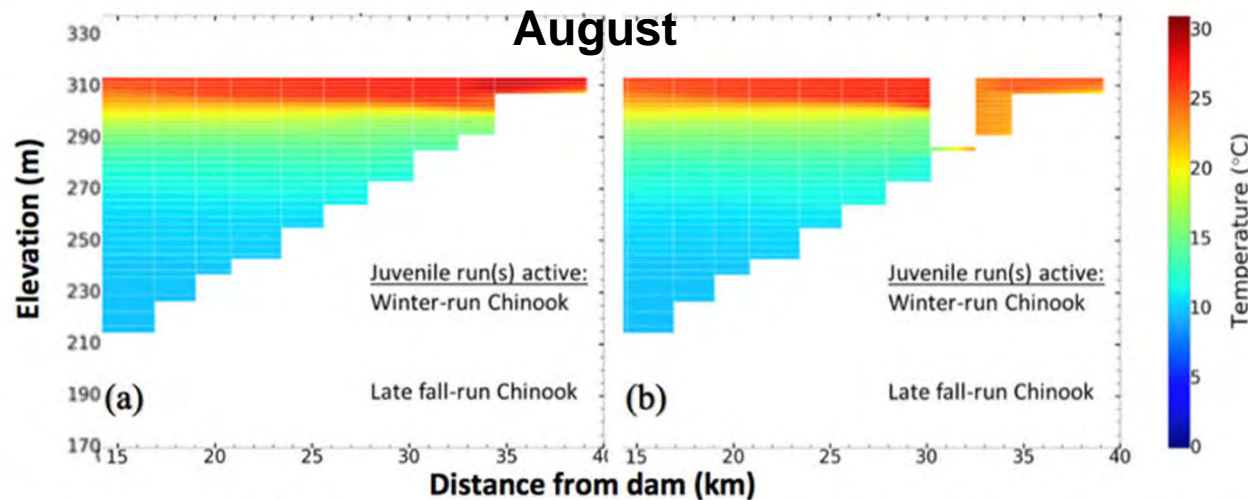 August
330
310
290
270
250
230
210
190
170
Elevation (m)
Juvenile run(s) active:
Winter-run Chinook
Late fall-run Chinook
(a)
15 20 25 30 35 40
Juvenile run(s) active:
Winter-run Chinook
Late fall-run Chinook
(b)
15 20 25 30 35 40
Distance from dam (km)
30
25
20
15
10
5
0
Temperature (°C)